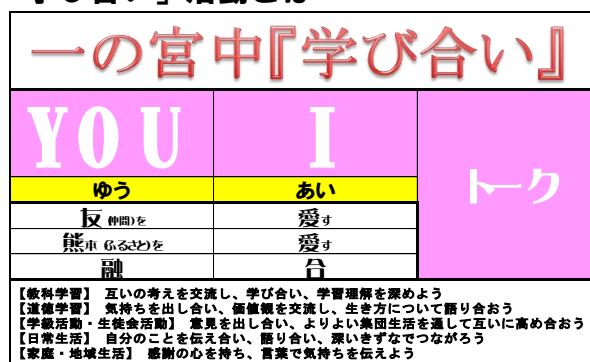 学び合い」活動とは
一の宮中『学び合い』
YOU I トーク
ゆう あい
友(仲間)を 愛す
熊本(ふるさと)を 愛す
融 合
【教科学習】 互いの考えを交流し、学び合い、学習理解を深めよう
【道徳学習】 気持ちを出し合い、価値観を交流し、生き方について語り合おう
【学級活動・生徒会活動】 意見を出し合い、よりよい集団生活を通して互いに高め合おう
【日常生活】 自分のことを伝え合い、語り合い、深いきずなでつながろう
【家庭・地域生活】 感謝の心を持ち、言葉で気持ちを伝えよう